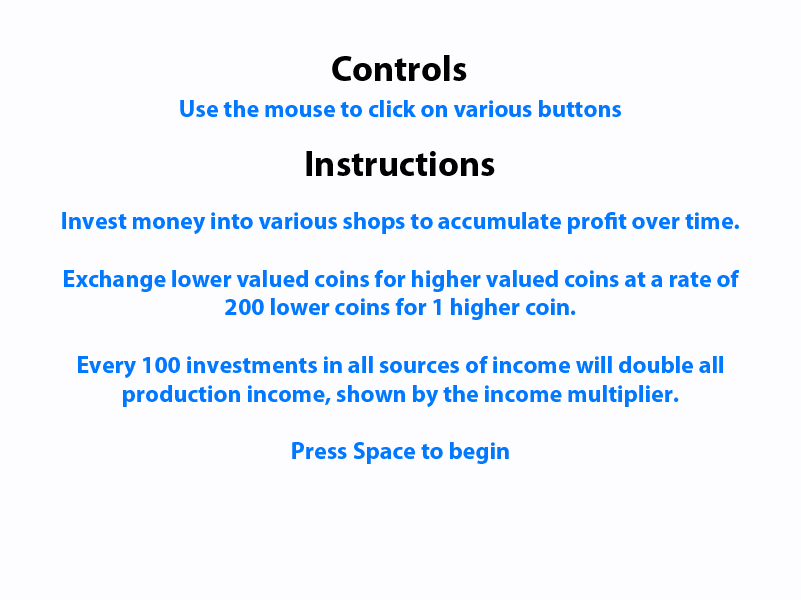 Controls
Use the mouse to click on various buttons
Instructions
Invest money into various shops to accumulate profit over time.
Exchange lower valued coins for higher valued coins at a rate of
200 lower coins for 1 higher coin.
Every 100 investments in all sources of income will double all
production income, shown by the income multiplier.
Press Space to begin